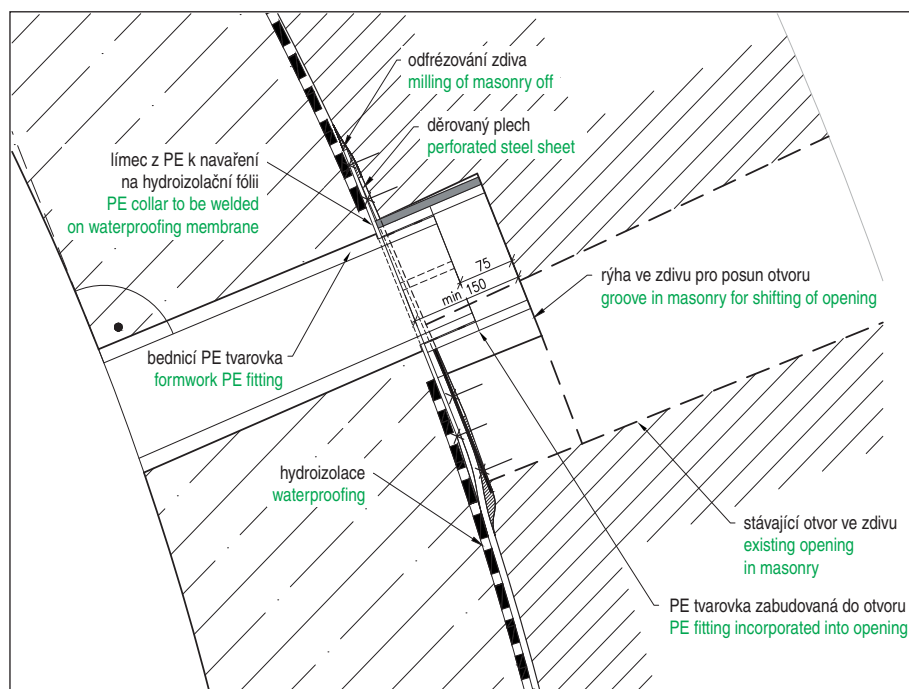 odfrézování zdiva
milling of masonry off
děrovaný plech
perforated steel sheet
límec z PE k navaření
na hydroizolační fólii
PE collar to be welded
on waterproofing membrane
75
min 150
rýha ve zdivu pro posun otvoru
groove in masonry for shifting of opening
bednicí PE tvarovka
formwork PE fitting
hydroizolace
waterproofing
stávající otvor ve zdivu
existing opening
in masonry
PE tvarovka zabudovaná do otvoru
PE fitting incorporated into opening